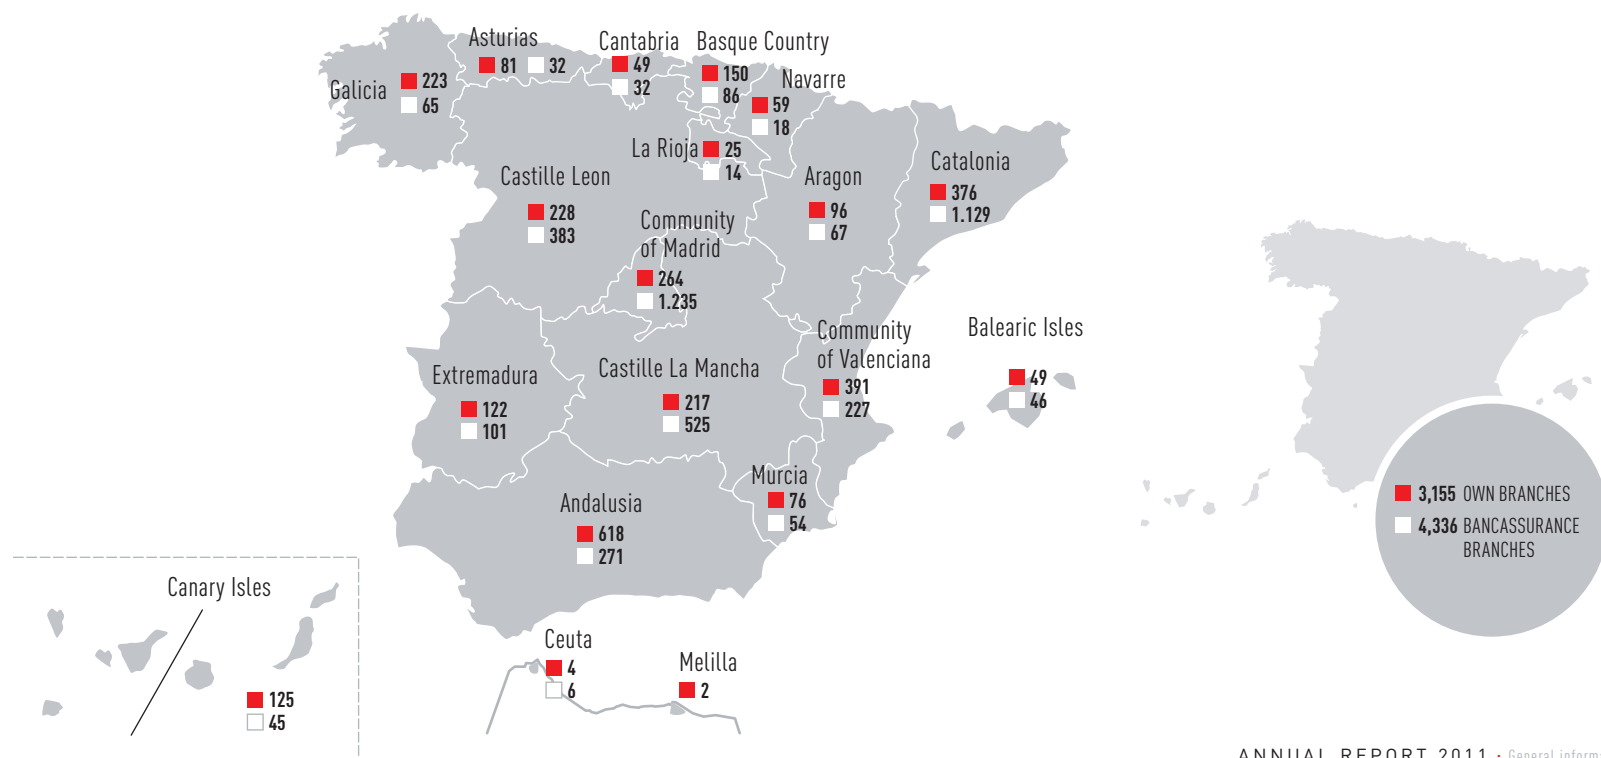 Asturias
81 32
Cantabria
49
32
Basque Country
150
86
Navarre
59
18
Galicia
223
65
La Rioja
25
14
Castille Leon
228
383
Community
of Madrid
264
1.235
Aragon
96
67
Catalonia
376
1.129
Extremadura
122
101
Castille La Mancha
217
525
Community
of Valenciana
391
227
Balearic Isles
49
46
Murcia
76
54
Andalusia
618
271
Canary Isles
125
45
Ceuta
4
6
Melilla
2
3,155 OWN BRANCHES
4,336 BANCASSURANCE
BRANCHES
ANNUAL REPORT 2011 · General